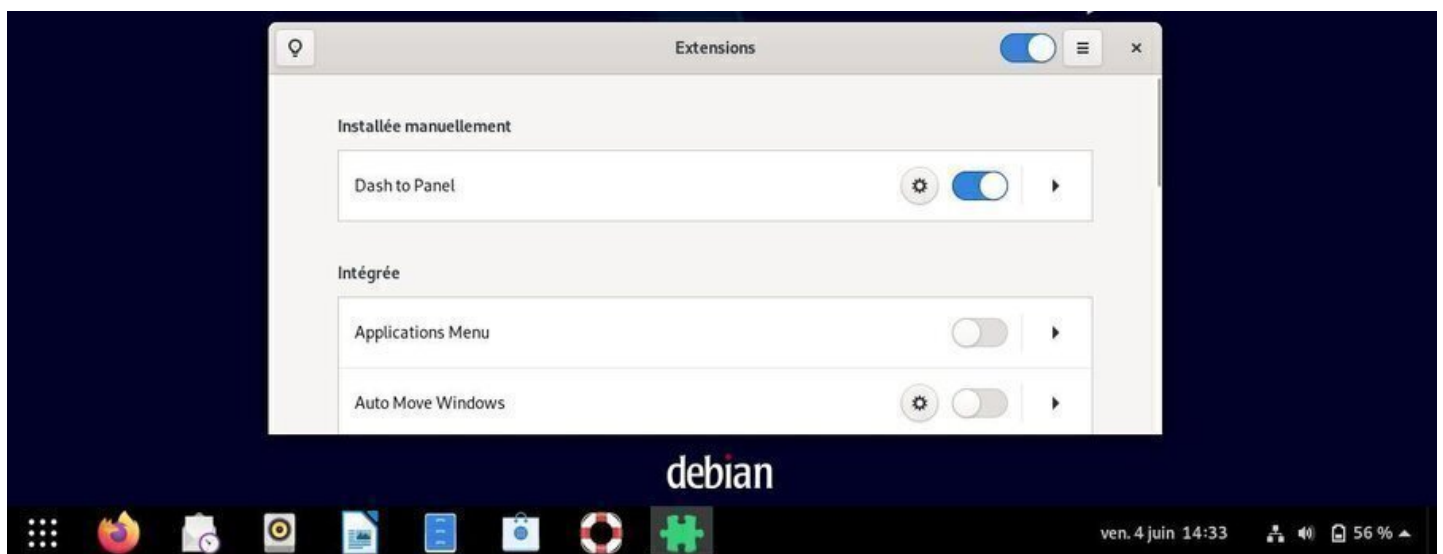 Extensions
Installée manuellement
Dash to Panel
Intégrée
Applications Menu
Auto Move Windows
debian
ven. 4 juin 14:33
56 %